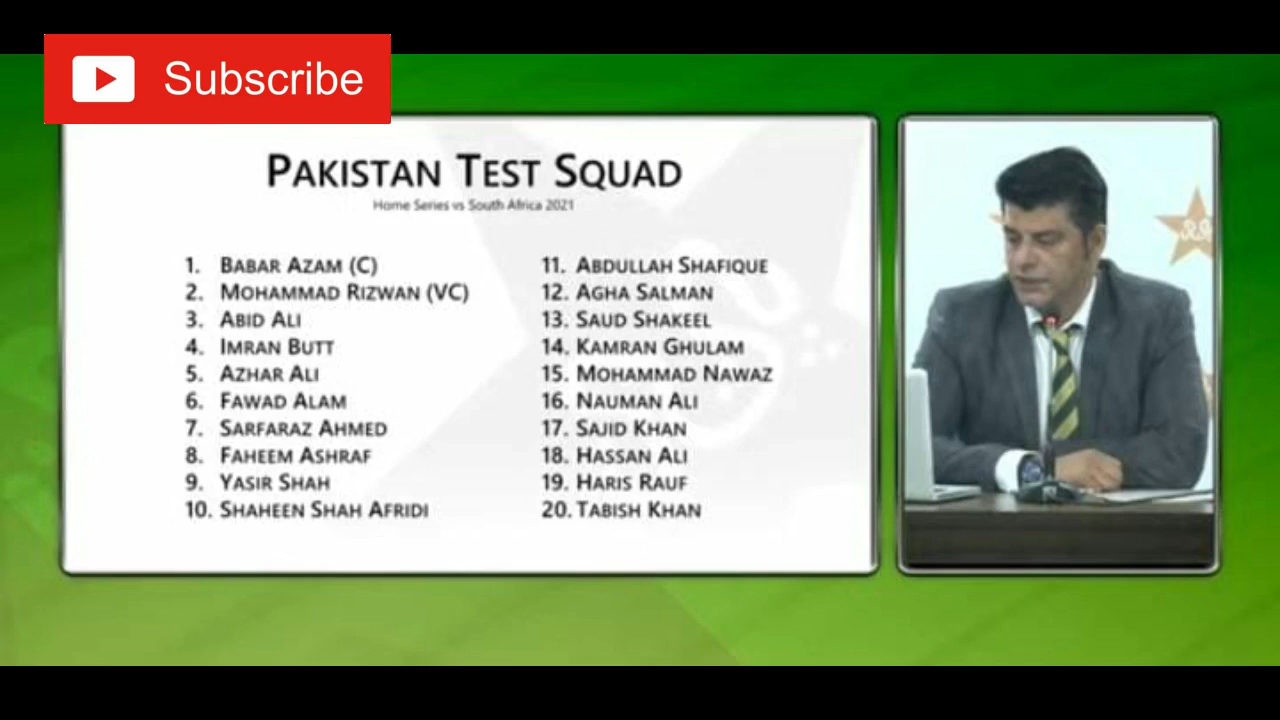 Subscribe
PAKISTAN TEST SQUAD
Home Series vs South Africa 2021
1. BABAR AZAM (C)
2. MOHAMMAD RIZWAN (VC)
3. ABID ALI
4. IMRAN BUTT
5. AZHAR ALI
6. FAWAD ALAM
7. SARFARAZ AHMED
8. FAHEEM ASHRAF
9. YASIR SHAH
10. SHAHEEN SHAH AFRIDI
11. ABDULLAH SHAFIQUE
12. AGHA SALMAN
13. SAUD SHAKEEL
14. KAMRAN GHULAM
15. MOHAMMAD NAWAZ
16. NAUMAN ALI
17. SAJID KHAN
18. HASSAN ALI
19. HARIS RAUF
20. TABISH KHAN